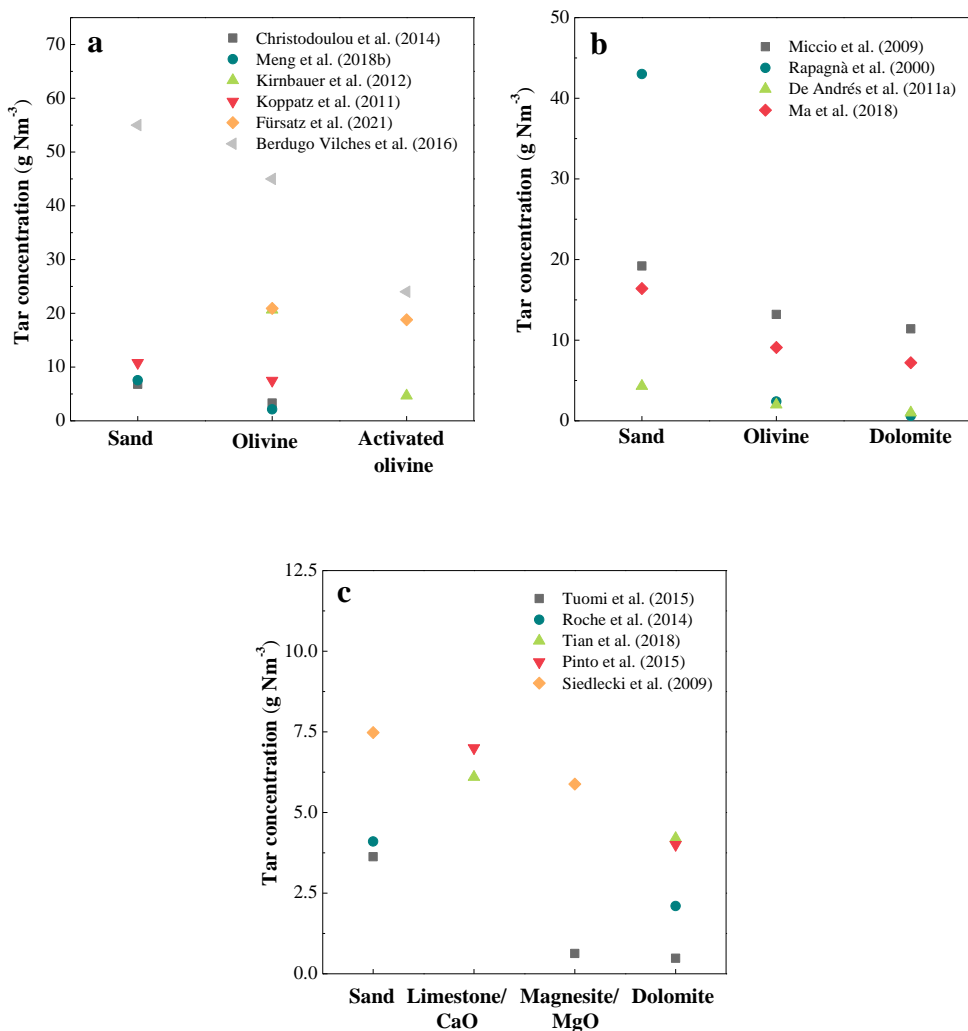 a
Christodoulou et al. (2014)
Meng et al. (2018b)
Kirnbauer et al. (2012)
Koppatz et al. (2011)
Fürsatz et al. (2021)
Berdugo Vilches et al. (2016)
Tar concentration (g Nm-3)
70
60
50
40
30
20
10
0
Sand Olivine Activated
olivine
b
Miccio et al. (2009)
Rapagnà et al. (2000)
De Andrés et al. (2011a)
Ma et al. (2018)
Tar concentration (g Nm-3)
50
40
30
20
10
0
Sand Olivine Dolomite
c
Tuomi et al. (2015)
Roche et al. (2014)
Tian et al. (2018)
Pinto et al. (2015)
Siedlecki et al. (2009)
Tar concentration (g Nm-3)
12.5
10.0
7.5
5.0
2.5
0.0
Sand Limestone/ Magnesite/ Dolomite
CaO MgO